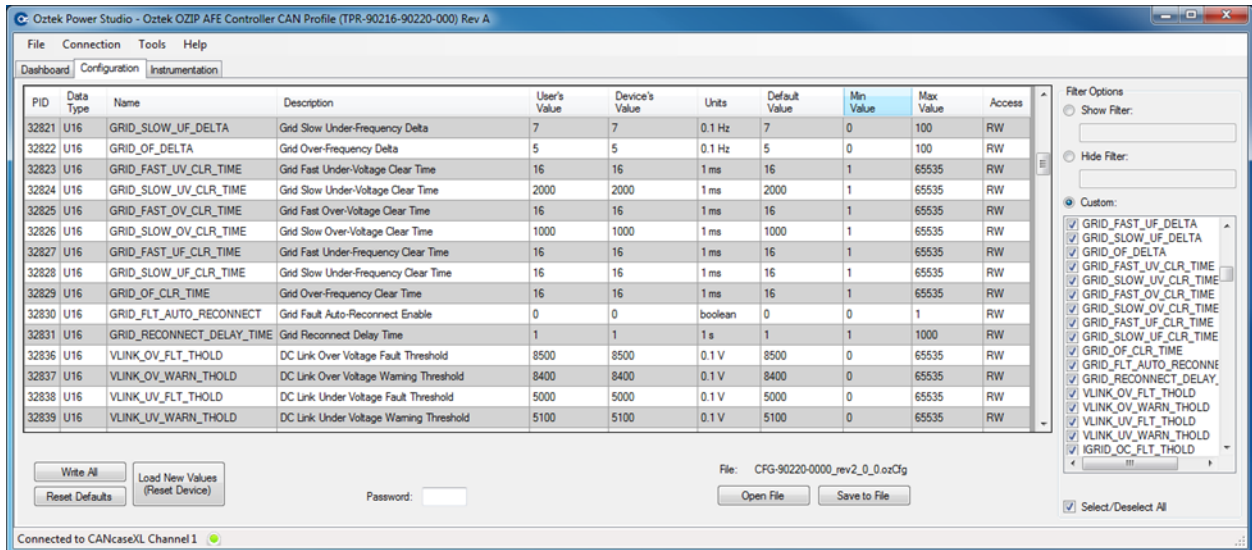 Oztek Power Studio - Oztek OZIP AFE Controller CAN Profile (TPR-90216-90220-000) Rev A
File Connection Tools Help
Dashboard Configuration Instrumentation
PID Data Type Name Description User's Value Device's Value Units Default Value Min Value Max Value Access
32821 U16 GRID_SLOW_UF_DELTA Grid Slow Under-Frequency Delta 7 7 0.1 Hz 7 0 100 RW
32822 U16 GRID_OF_DELTA Grid Over-Frequency Delta 5 5 0.1 Hz 5 0 100 RW
32823 U16 GRID_FAST_UV_CLR_TIME Grid Fast Under-Voltage Clear Time 16 16 1 ms 16 1 65535 RW
32824 U16 GRID_SLOW_UV_CLR_TIME Grid Slow Under-Voltage Clear Time 2000 2000 1 ms 2000 1 65535 RW
32825 U16 GRID_FAST_OV_CLR_TIME Grid Fast Over-Voltage Clear Time 16 16 1 ms 16 1 65535 RW
32826 U16 GRID_SLOW_OV_CLR_TIME Grid Slow Over-Voltage Clear Time 1000 1000 1 ms 1000 1 65535 RW
32827 U16 GRID_FAST_UF_CLR_TIME Grid Fast Under-Frequency Clear Time 16 16 1 ms 16 1 65535 RW
32828 U16 GRID_SLOW_UF_CLR_TIME Grid Slow Under-Frequency Clear Time 16 16 1 ms 16 1 65535 RW
32829 U16 GRID_OF_CLR_TIME Grid Over-Frequency Clear Time 16 16 1 ms 16 1 65535 RW
32830 U16 GRID_FLT_AUTO_RECONNECT Grid Fault Auto-Reconnect Enable 0 0 boolean 0 0 1 RW
32831 U16 GRID_RECONNECT_DELAY_TIME Grid Reconnect Delay Time 1 1 1 s 1 1 1000 RW
32836 U16 VLINK_OV_FLT_THOLD DC Link Over Voltage Fault Threshold 8500 8500 0.1 V 8500 0 65535 RW
32837 U16 VLINK_OV_WARN_THOLD DC Link Over Voltage Warning Threshold 8400 8400 0.1 V 8400 0 65535 RW
32838 U16 VLINK_UV_FLT_THOLD DC Link Under Voltage Fault Threshold 5000 5000 0.1 V 5000 0 65535 RW
32839 U16 VLINK_UV_WARN_THOLD DC Link Under Voltage Warning Threshold 5100 5100 0.1 V 5100 0 65535 RW
Filter Options
Show Filter:
Hide Filter:
Custom:
GRID_FAST_UF_DELTA
GRID_SLOW_UF_DELTA
GRID_OF_DELTA
GRID_FAST_UV_CLR_TIME
GRID_SLOW_UV_CLR_TIME
GRID_FAST_OV_CLR_TIME
GRID_SLOW_OV_CLR_TIME
GRID_FAST_UF_CLR_TIME
GRID_SLOW_UF_CLR_TIME
GRID_OF_CLR_TIME
GRID_FLT_AUTO_RECONNE
GRID_RECONNECT_DELAY_
VLINK_OV_FLT_THOLD
VLINK_OV_WARN_THOLD
VLINK_UV_FLT_THOLD
VLINK_UV_WARN_THOLD
IGRID_OC_FLT_THOLD
Select/Deselect All
Write All
Reset Defaults
Load New Values
(Reset Device)
Password:
File: CFG-90220-0000_rev2_0_0.ozCfg
Open File Save to File
Connected to CANcaseXL Channel 1